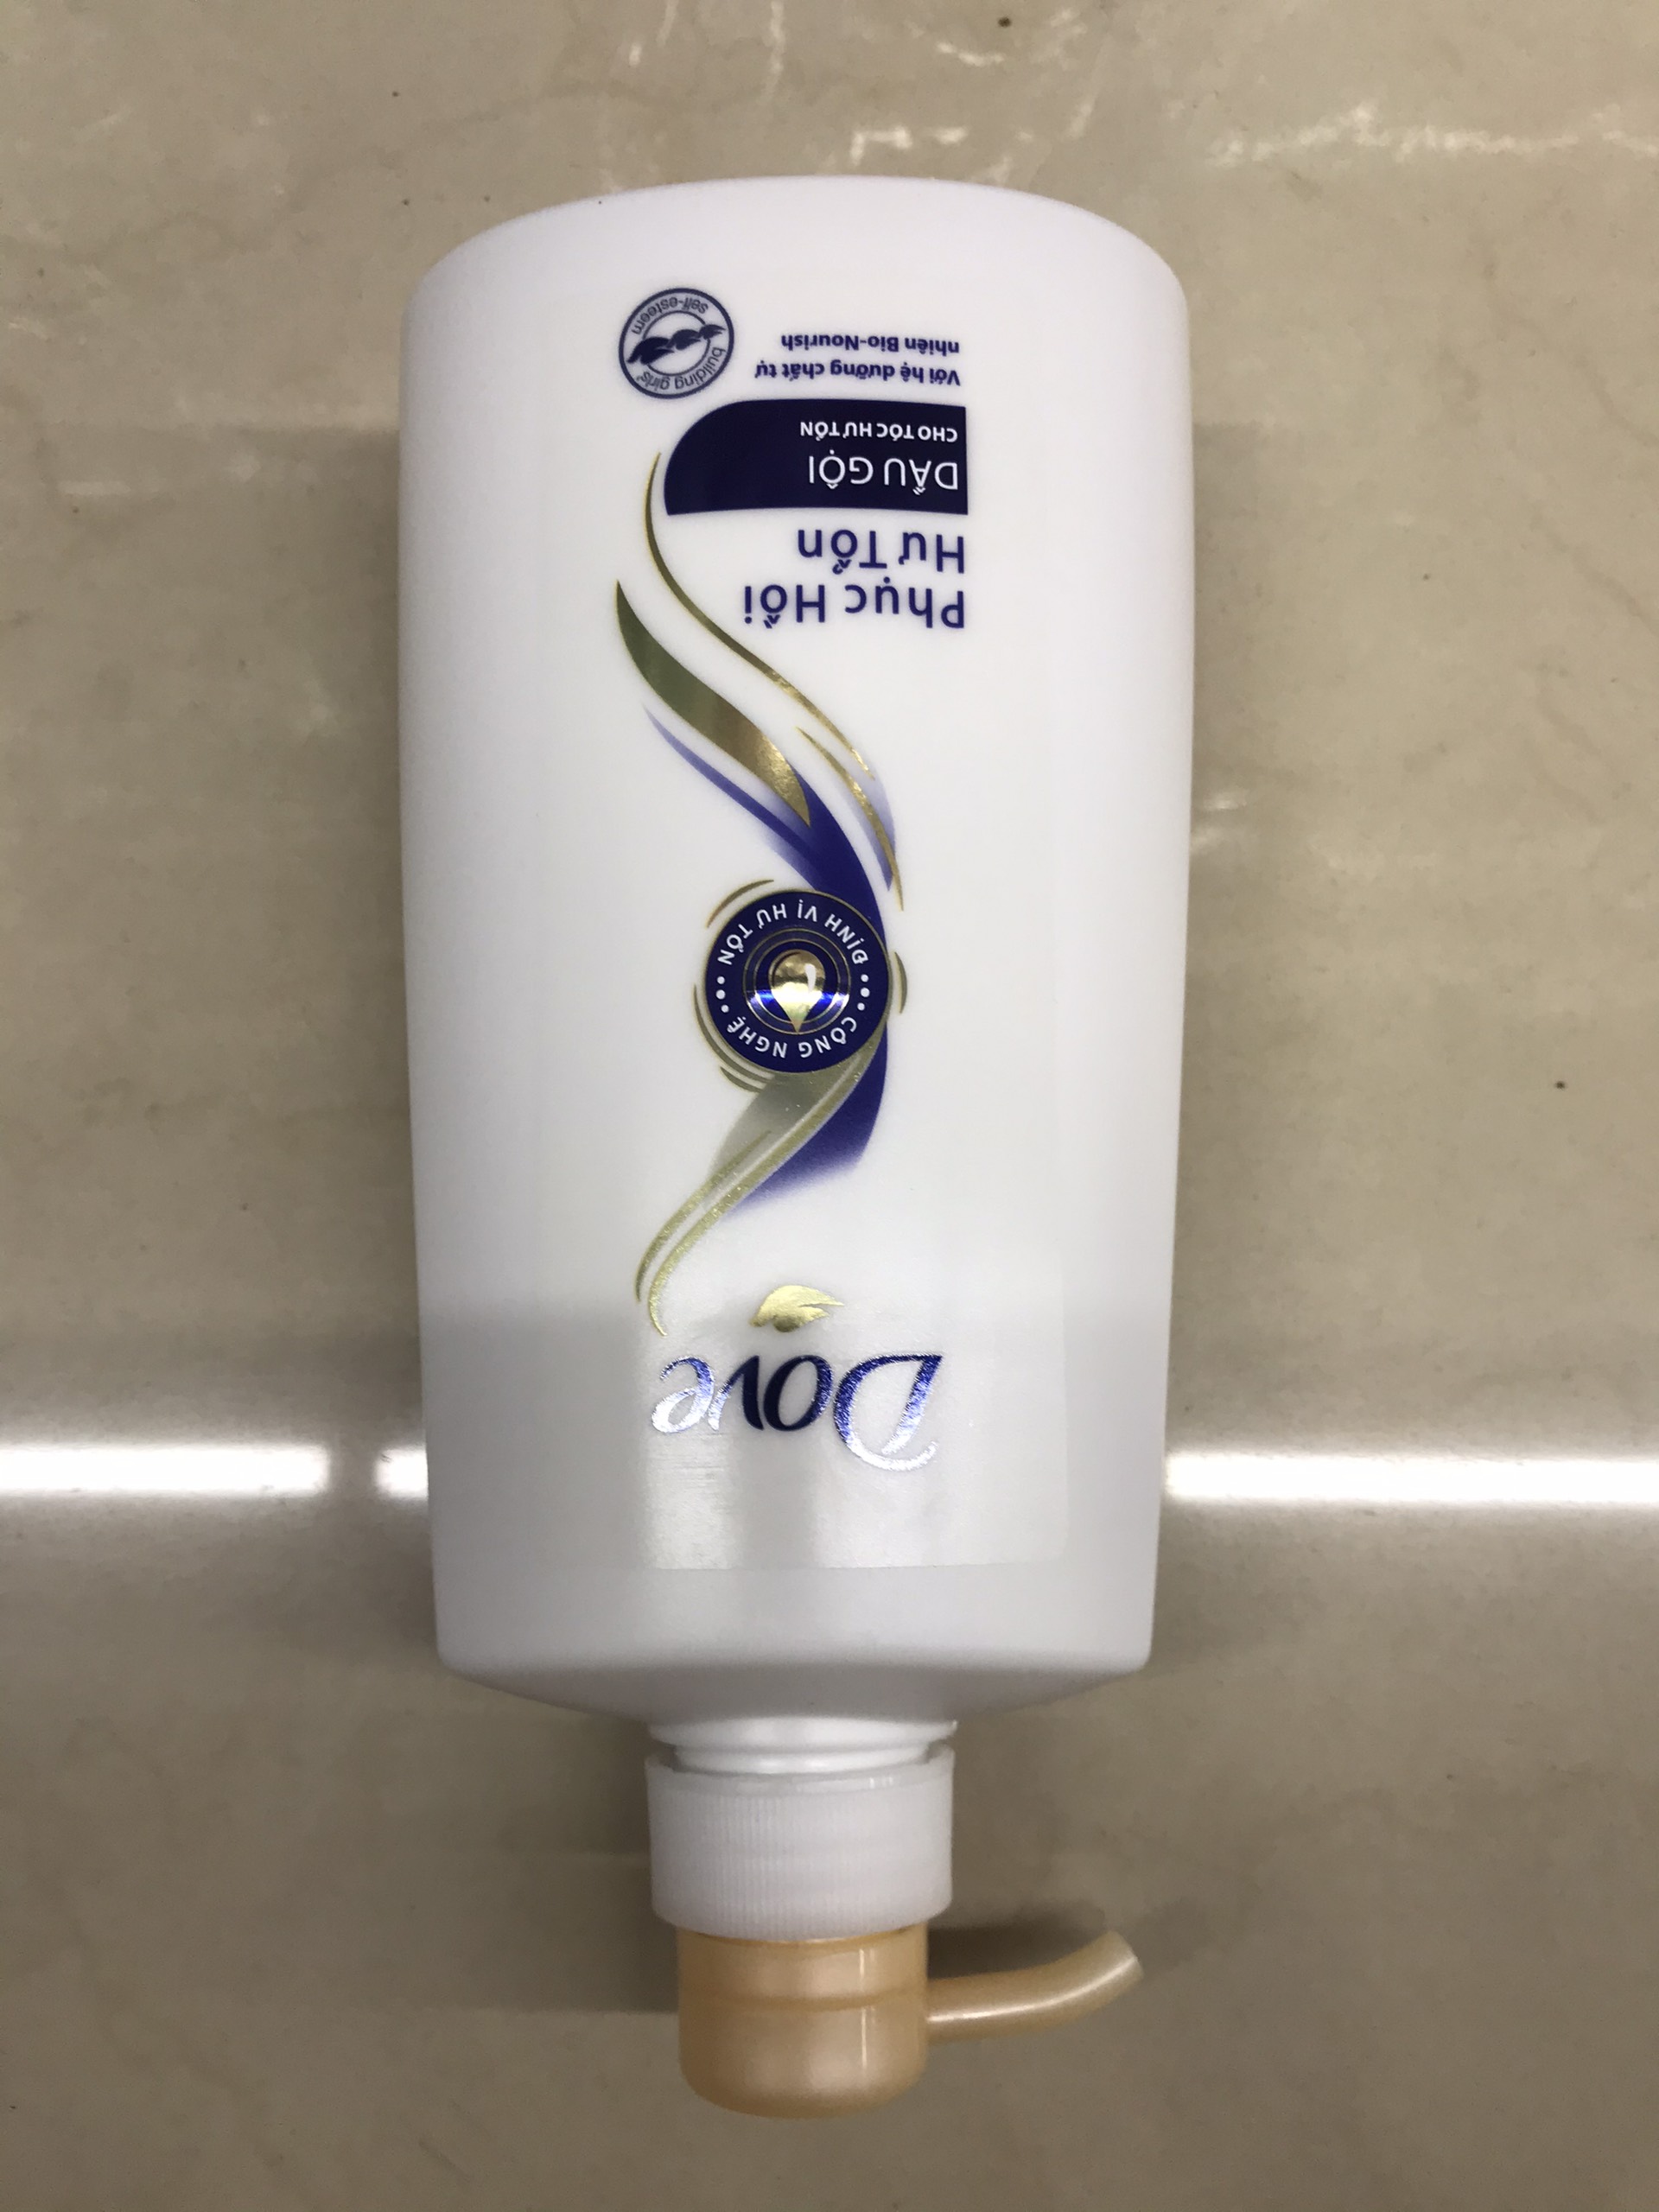 Dove
CÔNG NGHỆ
ĐỊNH VỊ HƯ TỔN
Phục Hồi
Hư Tổn
DẦU GỘI
CHO TÓC HƯ TỔN
Với hệ dưỡng chất tự
nhiên Bio-Nourish
building girls'
self-esteem